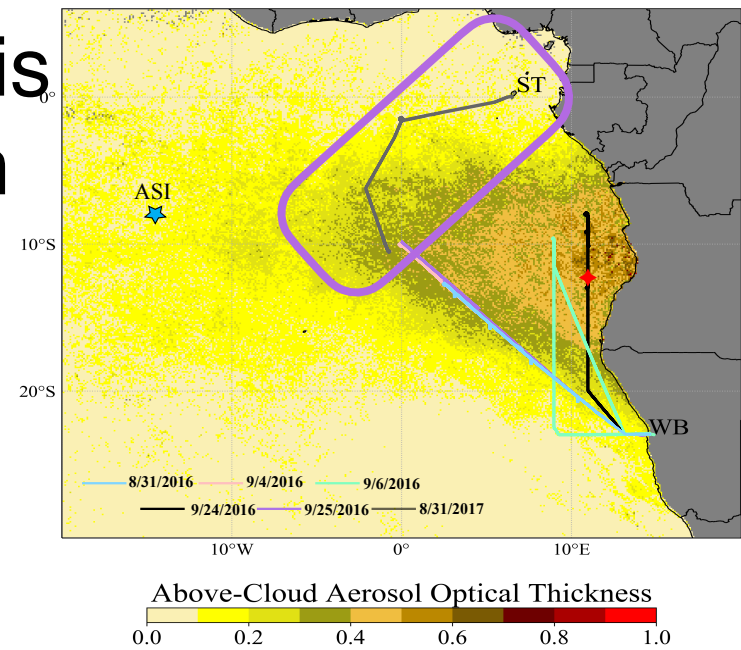 is
n
0°
ST
ASI
10°S
20°S
WB
8/31/2016 9/4/2016 9/6/2016
9/24/2016 9/25/2016 8/31/2017
10°W 0° 10°E
Above-Cloud Aerosol Optical Thickness
0.0 0.2 0.4 0.6 0.8 1.0